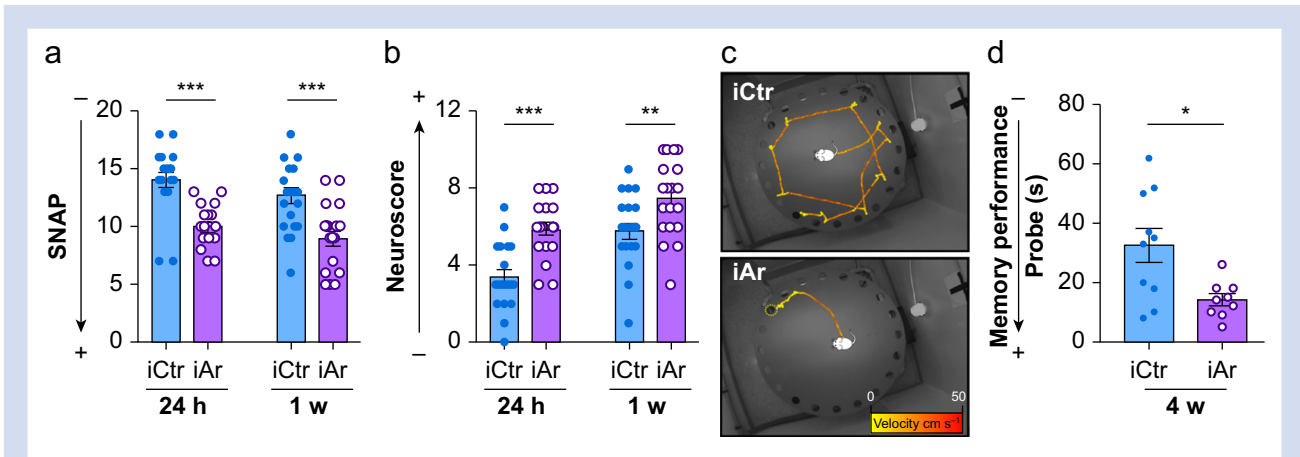 a
SNAP
−
+
20
15
10
5
0
***
***
iCtr iAr
iCtr iAr
24 h
1 w
b
Neuroscore
+
−
12
8
4
0
***
**
iCtr iAr
iCtr iAr
24 h
1 w
c
iCtr
iAr
0 50
Velocity cm s⁻¹
d
Memory performance
Probe (s)
−
+
80
60
40
20
0
*
iCtr iAr
4 w